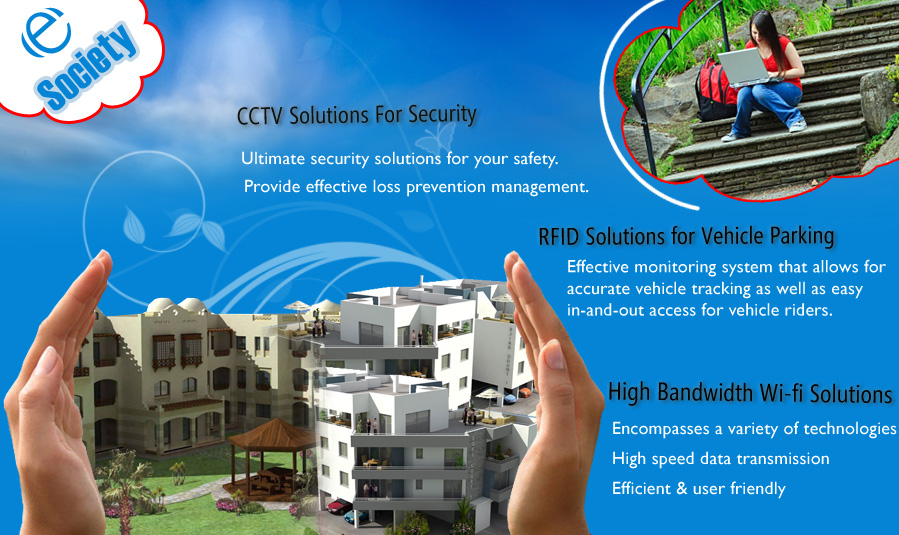 e
Society
CCTV Solutions For Security
Ultimate security solutions for your safety.
Provide effective loss prevention management.
RFID Solutions for Vehicle Parking
Effective monitoring system that allows for
accurate vehicle tracking as well as easy
in-and-out access for vehicle riders.
High Bandwidth Wi-fi Solutions
Encompasses a variety of technologies
High speed data transmission
Efficient & user friendly